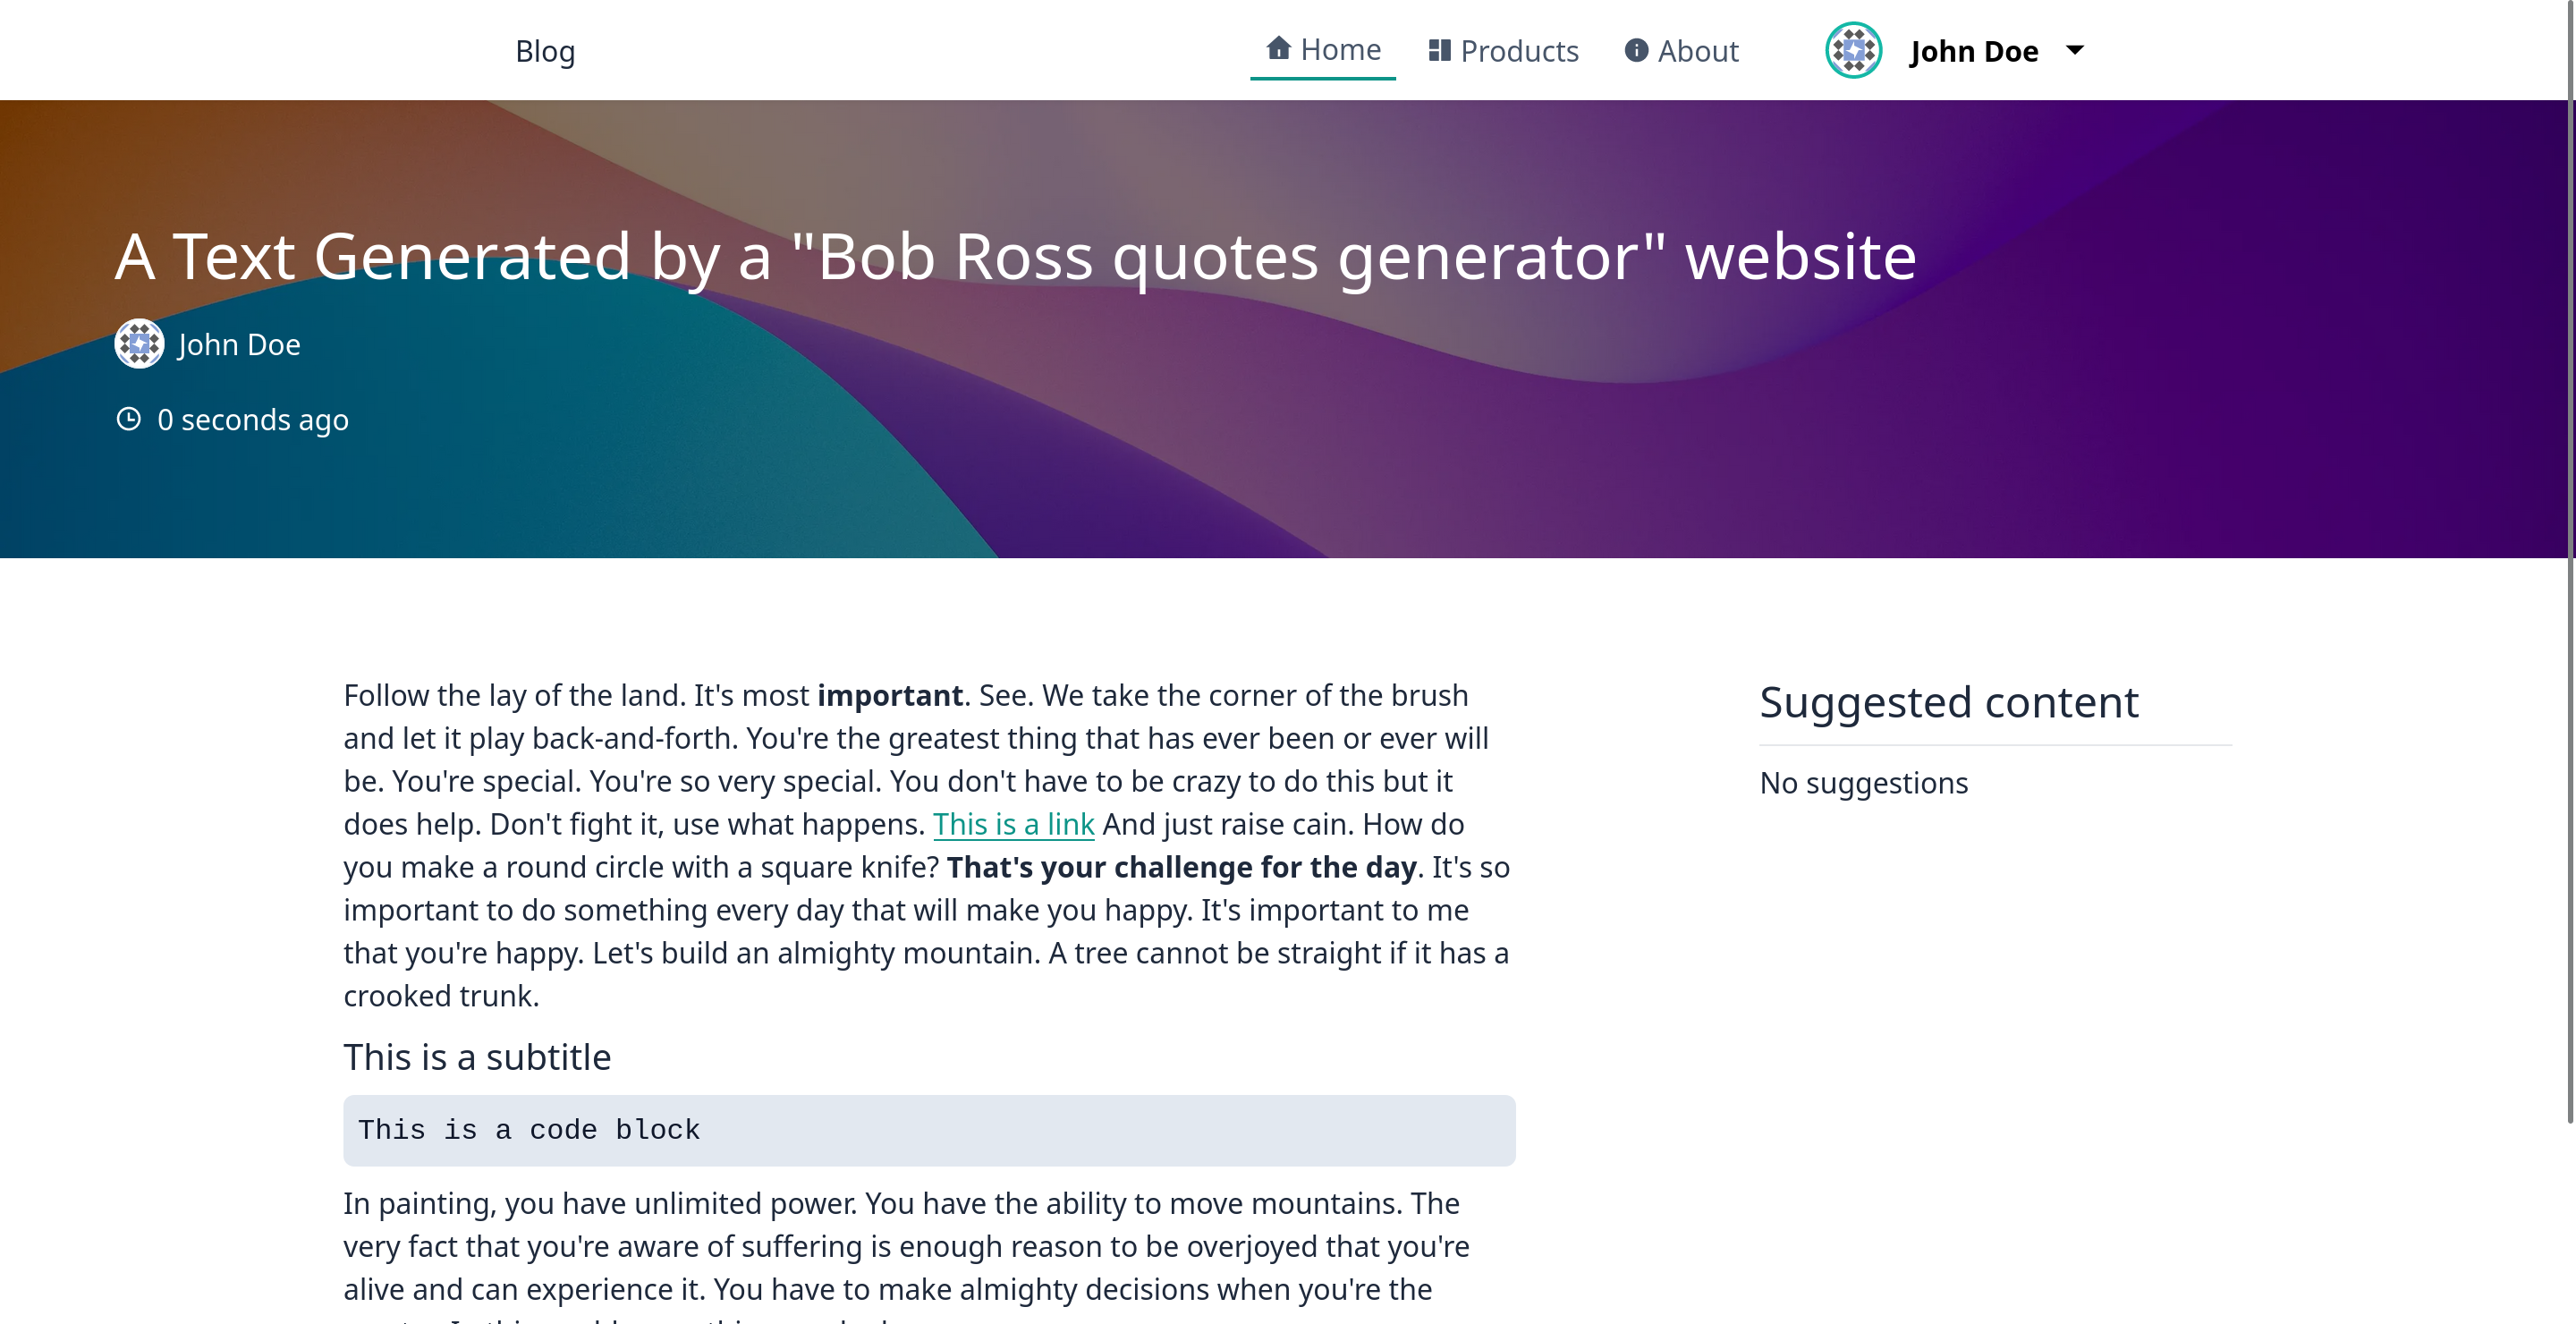 Blog
Home
Products
About
John Doe
A Text Generated by a "Bob Ross quotes generator" website
John Doe
0 seconds ago
Follow the lay of the land. It's most important. See. We take the corner of the brush
and let it play back-and-forth. You're the greatest thing that has ever been or ever will
be. You're special. You're so very special. You don't have to be crazy to do this but it
does help. Don't fight it, use what happens. This is a link And just raise cain. How do
you make a round circle with a square knife? That's your challenge for the day. It's so
important to do something every day that will make you happy. It's important to me
that you're happy. Let's build an almighty mountain. A tree cannot be straight if it has a
crooked trunk.
This is a subtitle
This is a code block
In painting, you have unlimited power. You have the ability to move mountains. The
very fact that you're aware of suffering is enough reason to be overjoyed that you're
alive and can experience it. You have to make almighty decisions when you're the
Suggested content
No suggestions